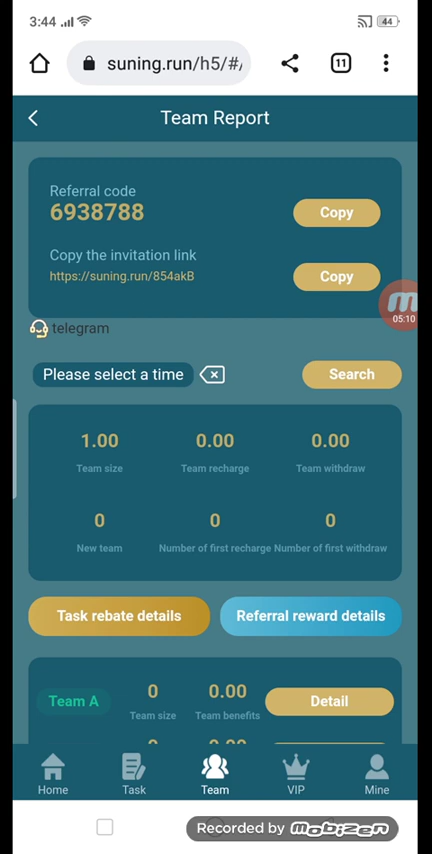 3:44
44
suning.run/h5/#/
11
Team Report
Referral code
6938788
Copy
Copy the invitation link
https://suning.run/854akB
Copy
05:10
telegram
Please select a time
Search
1.00 0.00 0.00
Team size Team recharge Team withdraw
0 0 0
New team Number of first recharge Number of first withdraw
Task rebate details Referral reward details
Team A 0 0.00 Detail
Team size Team benefits
Home Task Team VIP Mine
Recorded by MOBIZEN